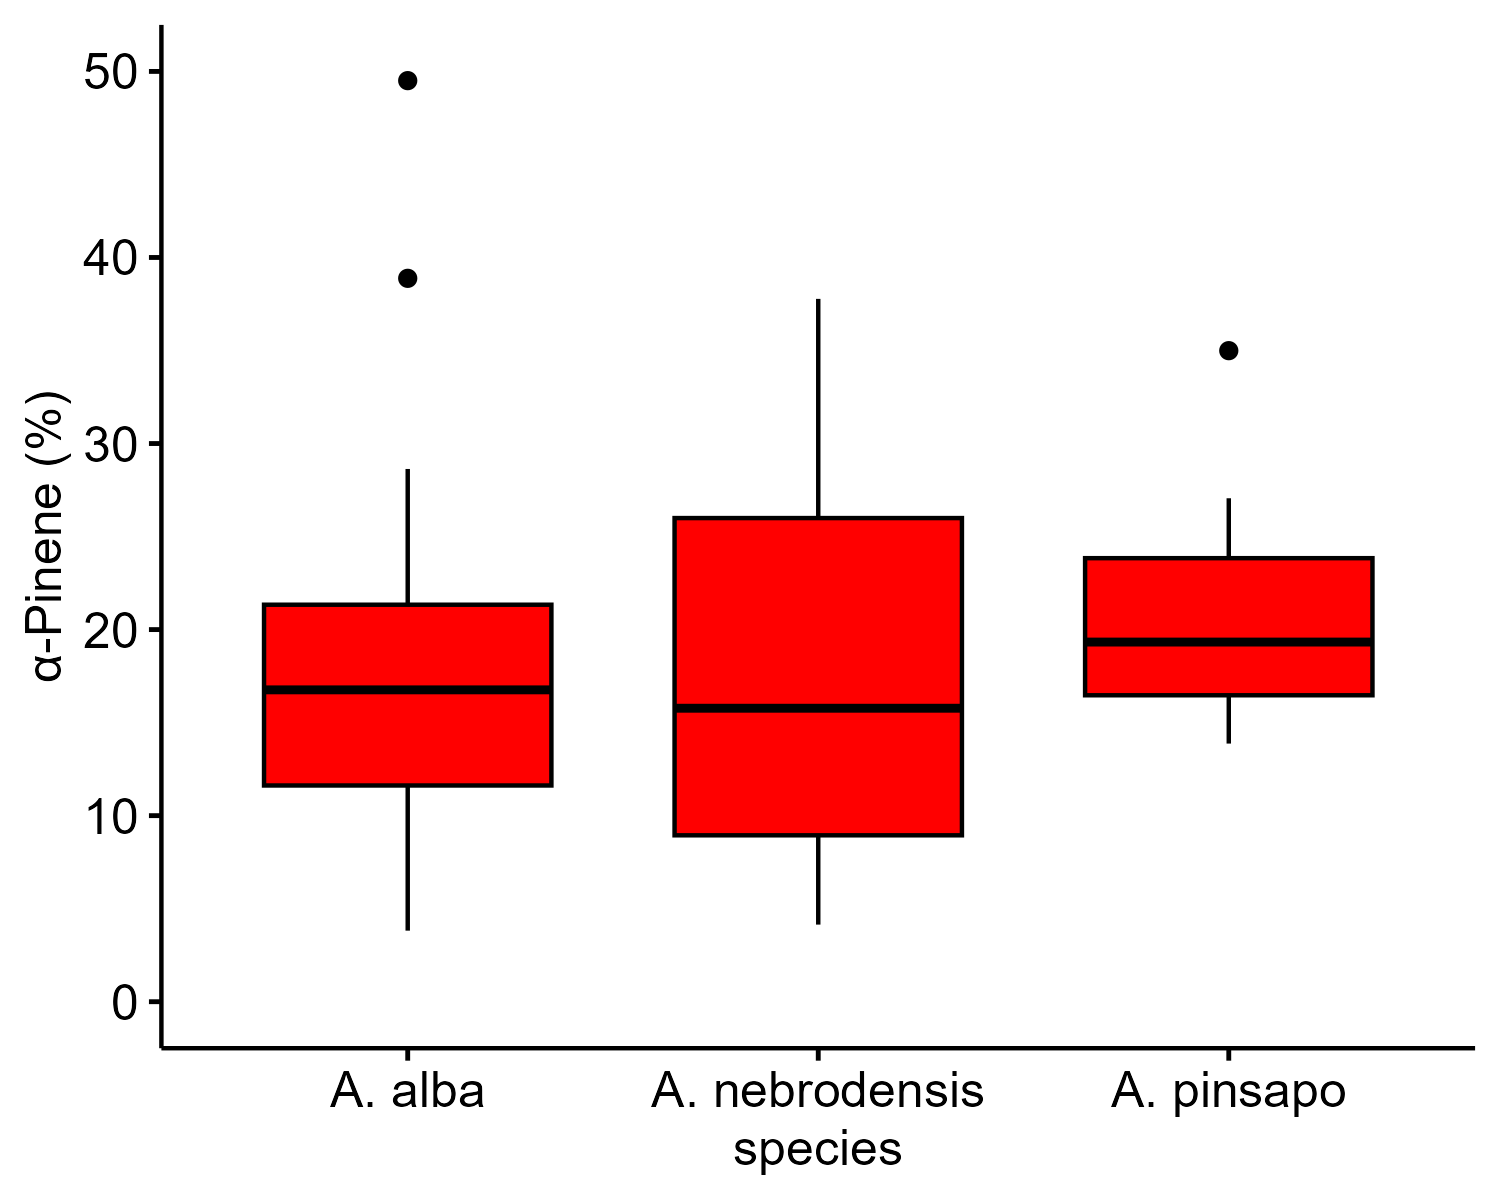 50
40
30
20
10
0
α-Pinene (%)
A. alba
A. nebrodensis
A. pinsapo
species